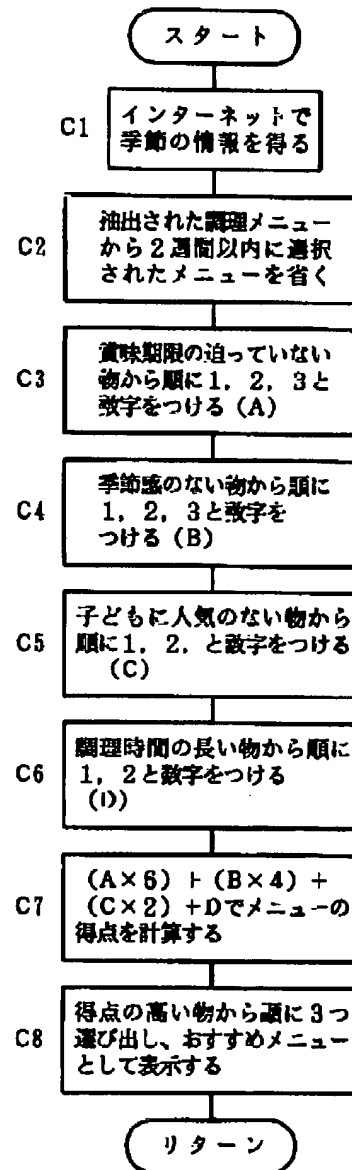 スタート
C1
インターネットで
季節の情報を得る
C2
抽出された調理メニュー
から2週間以内に選択
されたメニューを省く
C3
賞味期限の迫っていない
物から順に1, 2, 3と
数字をつける(A)
C4
季節感のない物から順に
1, 2, 3と数字を
つける(B)
C5
子どもに人気のない物から
順に1, 2, と数字をつける
(C)
C6
調理時間の長い物から順に
1, 2と数字をつける
(D)
C7
(A×6)+(B×4)+
(C×2)+Dでメニューの
得点を計算する
C8
得点の高い物から順に3つ
選び出し、おすすめメニュー
として表示する
リターン